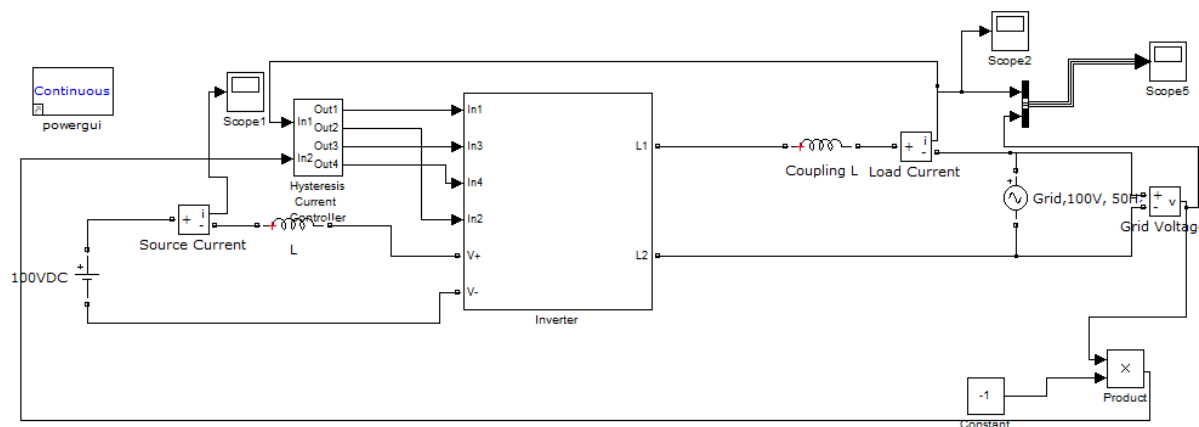 Continuous
powergui
Scope1
Scope2
Scope5
In1
In2
Out1
Out2
Out3
Out4
Hysteresis
Current
Controller
In1
In3
In4
In2
V+
V-
L1
L2
Inverter
+
i
-
Source Current
L
+
100VDC
Coupling L
+
i
-
Load Current
+
Grid,100V, 50H
+
-
v
Grid Voltage
-1
Constant
×
Product